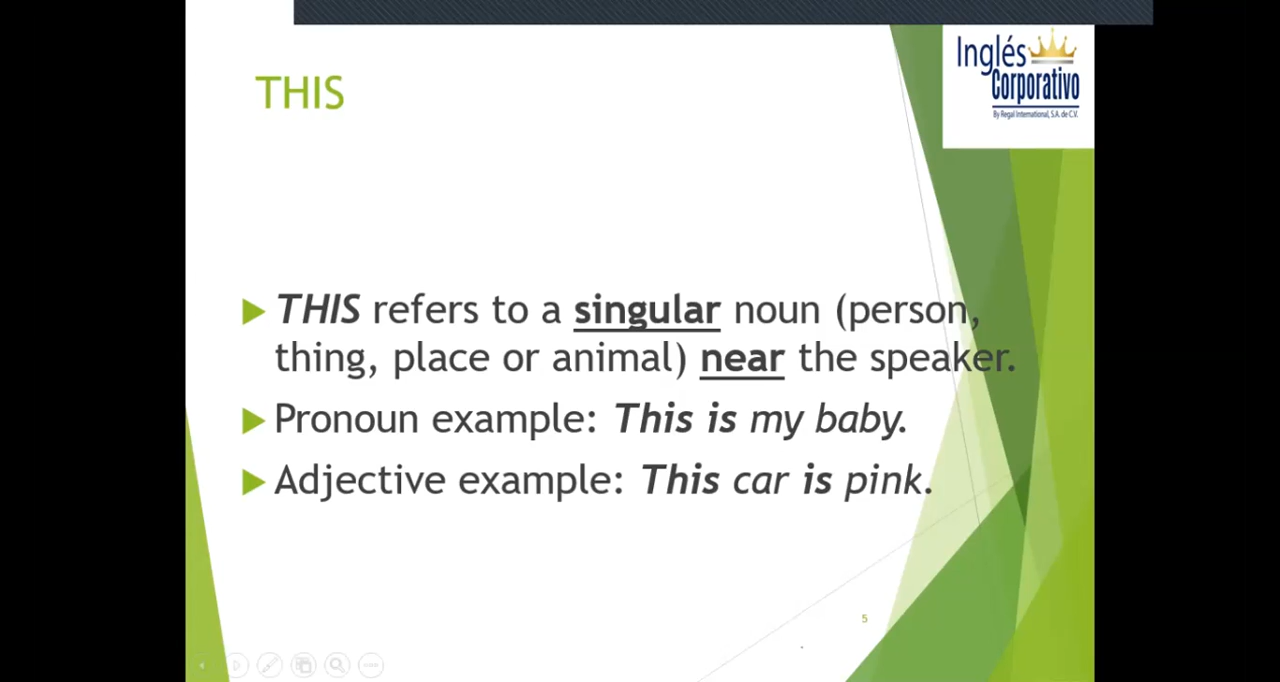 Inglés
Corporativo
By Regal International, S.A. de C.V.
THIS
THIS refers to a singular noun (person,
thing, place or animal) near the speaker.
Pronoun example: This is my baby.
Adjective example: This car is pink.
5